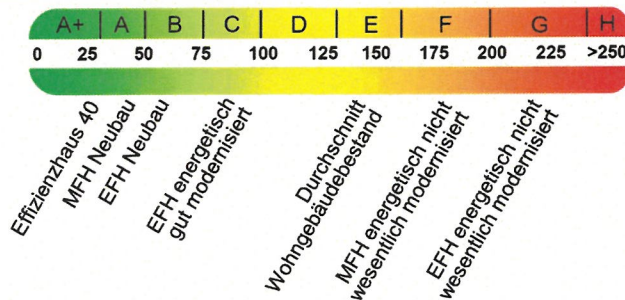 A+ A B C D E F G H
0 25 50 75 100 125 150 175 200 225 >250
Effizienzhaus 40
MFH Neubau
EFH Neubau
EFH energetisch
gut modernisiert
Durchschnitt
Wohngebäudebestand
MFH energetisch nicht
wesentlich modernisiert
EFH energetisch nicht
wesentlich modernisiert